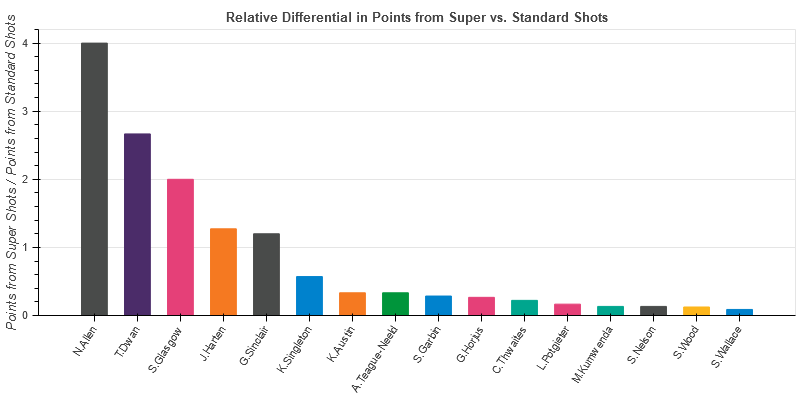 Relative Differential in Points from Super vs. Standard Shots
Points from Super Shots / Points from Standard Shots
4
3
2
1
0
N.Allen
T.Dwan
S.Glasgow
J.Harten
G.Sinclair
K.Singleton
K.Austin
A.Teague-Neeld
S.Garbin
G.Horjus
C.Thwaites
L.Potgieter
M.Kumwenda
S.Nelson
S.Wood
S.Wallace